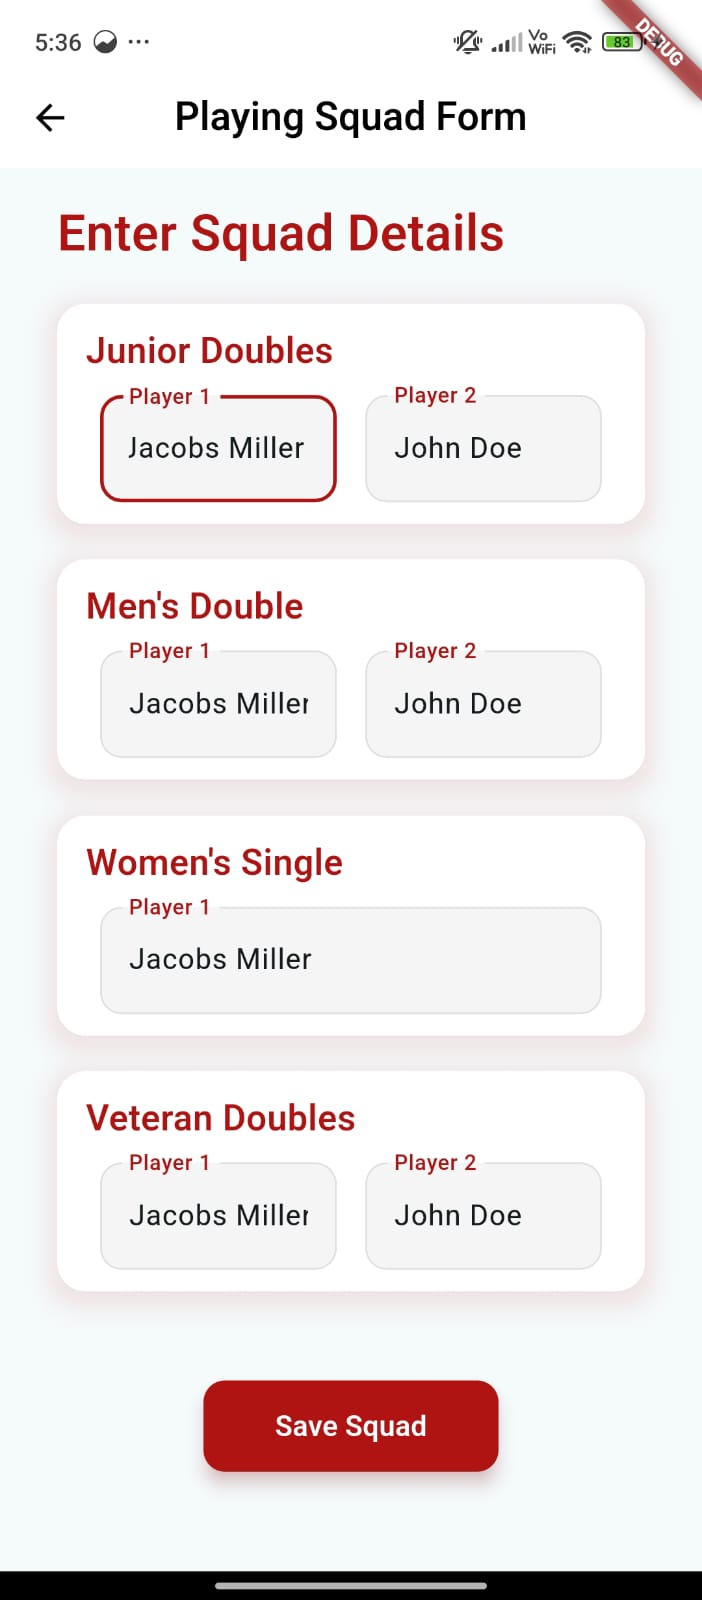 5:36
Vo
WiFi
83
DEBUG
Playing Squad Form
Enter Squad Details
Junior Doubles
Player 1 Player 2
Jacobs Miller John Doe
Men's Double
Player 1 Player 2
Jacobs Miller John Doe
Women's Single
Player 1
Jacobs Miller
Veteran Doubles
Player 1 Player 2
Jacobs Miller John Doe
Save Squad